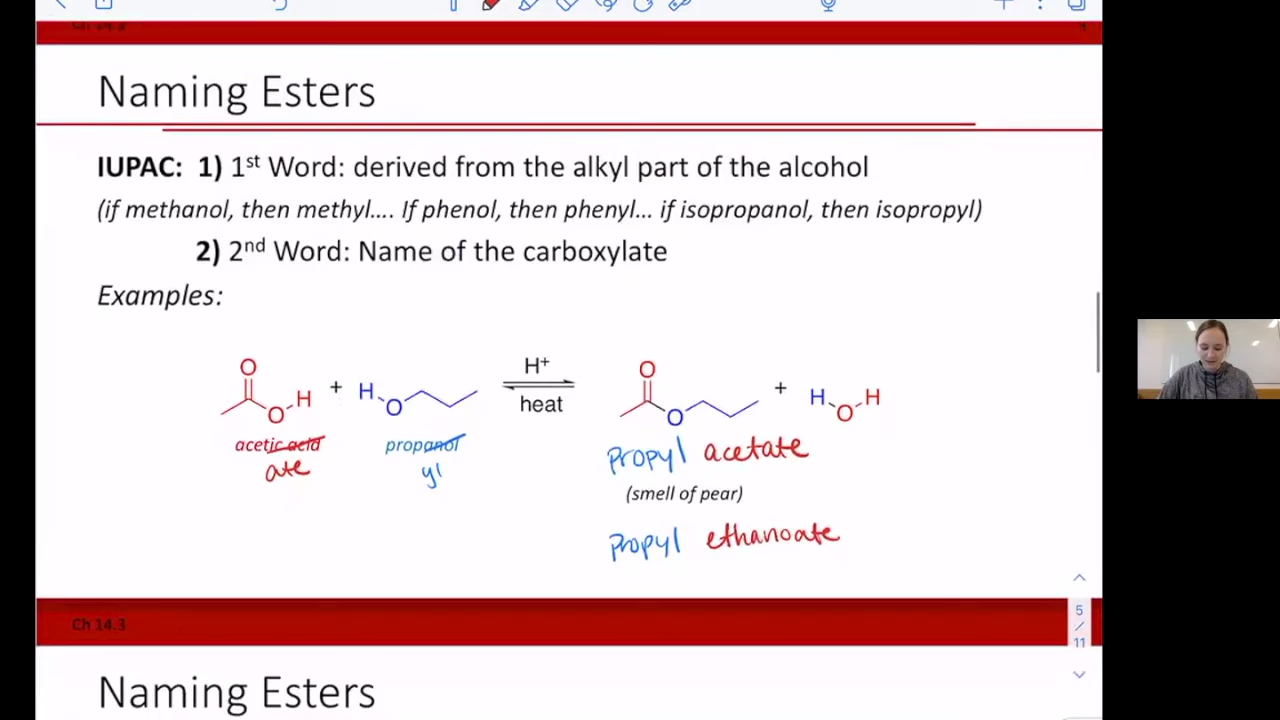 Naming Esters
IUPAC: 1) 1st Word: derived from the alkyl part of the alcohol
(if methanol, then methyl.... If phenol, then phenyl... if isopropanol, then isopropyl)
2) 2nd Word: Name of the carboxylate
Examples:
O O H + H O H+ heat O O + H O H
acetic acid propanol
ate yl
propyl acetate
(smell of pear)
propyl ethanoate
5
/
11
Ch 14.3
Naming Esters